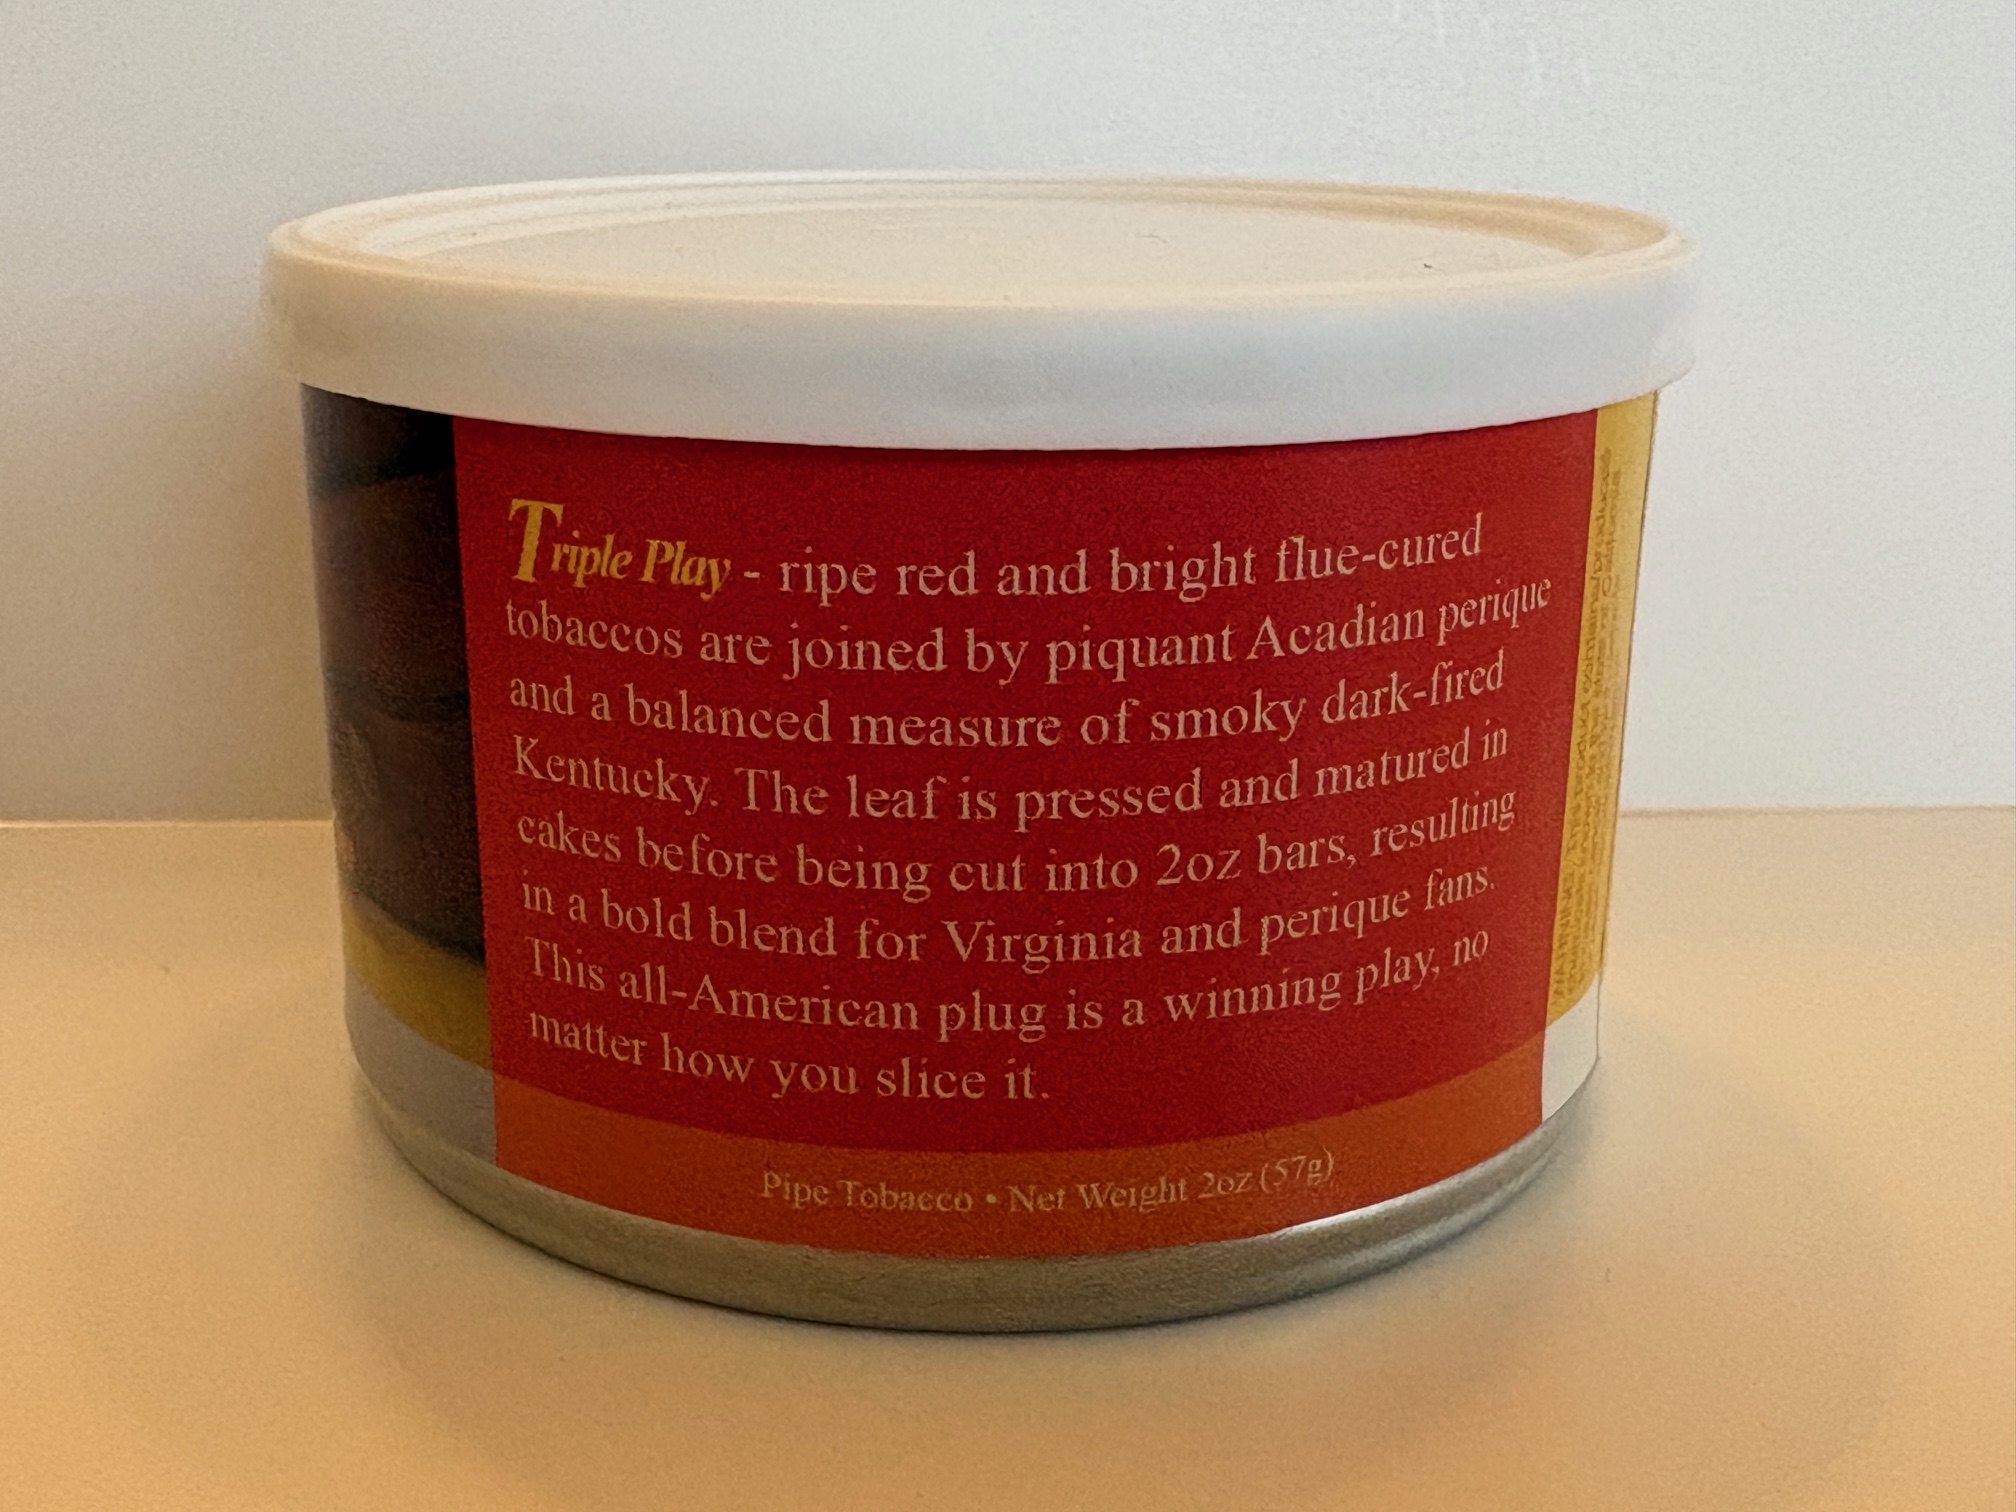 Triple Play - ripe red and bright flue-cured
tobaccos are joined by piquant Acadian perique
and a balanced measure of smoky dark-fired
Kentucky. The leaf is pressed and matured in
cakes before being cut into 2oz bars, resulting
in a bold blend for Virginia and perique fans.
This all-American plug is a winning play, no
matter how you slice it.
Pipe Tobacco • Net Weight 2oz (57g)